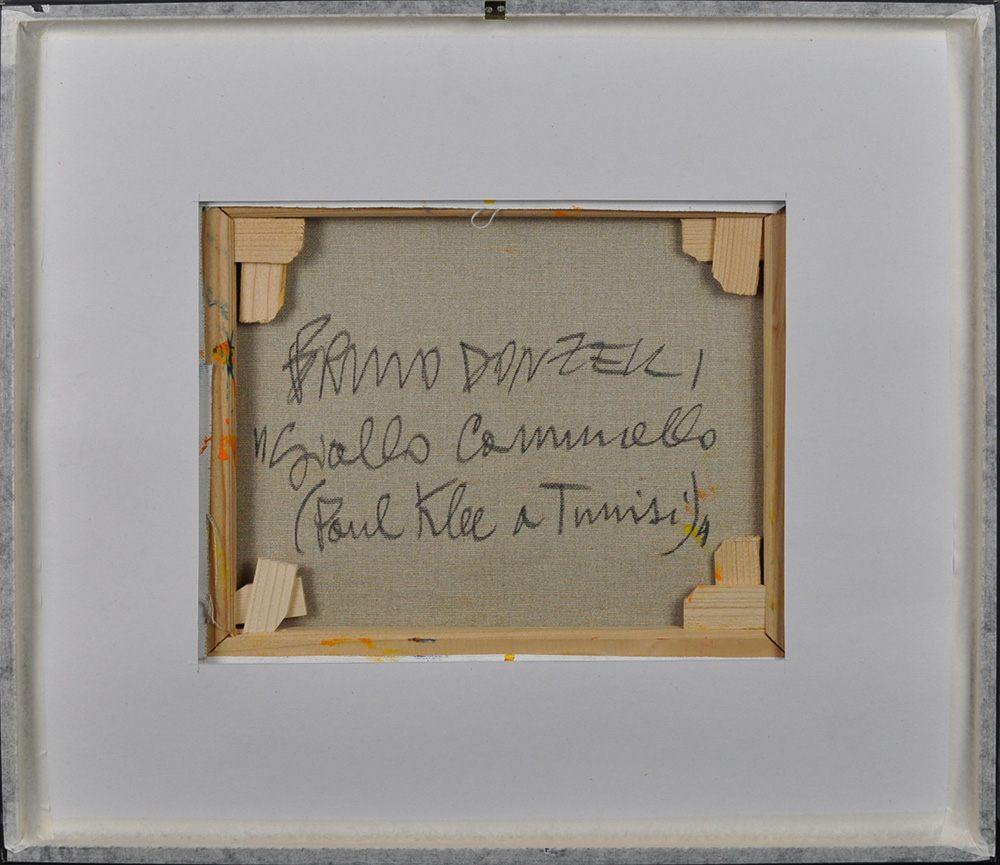 BRUNO DONZELLI
"Giallo Cammello
(Paul Klee a Tunisi)"